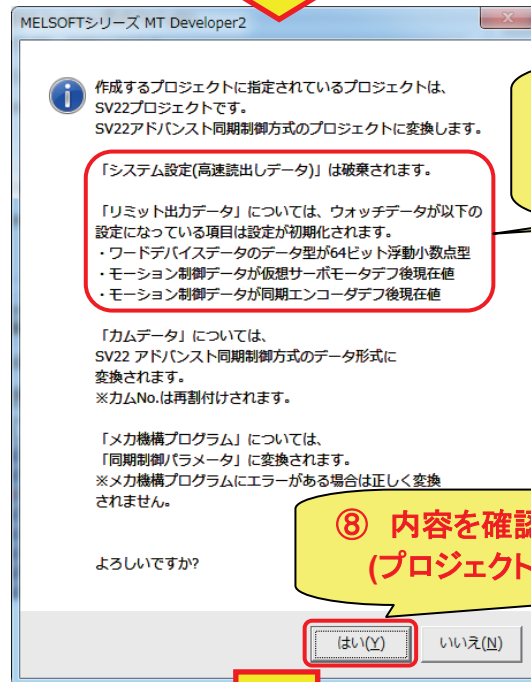 MELSOFTシリーズ MT Developer2
作成するプロジェクトに指定されているプロジェクトは、
SV22プロジェクトです。
SV22アドバンスト同期制御方式のプロジェクトに変換します。
「システム設定(高速読出しデータ)」は破棄されます。
「リミット出力データ」については、ウォッチデータが以下の
設定になっている項目は設定が初期化されます。
・ワードデバイスデータのデータ型が64ビット浮動小数点型
・モーション制御データが仮想サーボモータデフ後現在値
・モーション制御データが同期エンコーダデフ後現在値
「カムデータ」については、
SV22 アドバンスト同期制御方式のデータ形式に
変換されます。
※カムNo.は再割付けされます。
「メカ機構プログラム」については、
「同期制御パラメータ」に変換されます。
※メカ機構プログラムにエラーがある場合は正しく変換
されません。
⑧ 内容を確認
(プロジェクト
よろしいですか?
はい(Y)
いいえ(N)